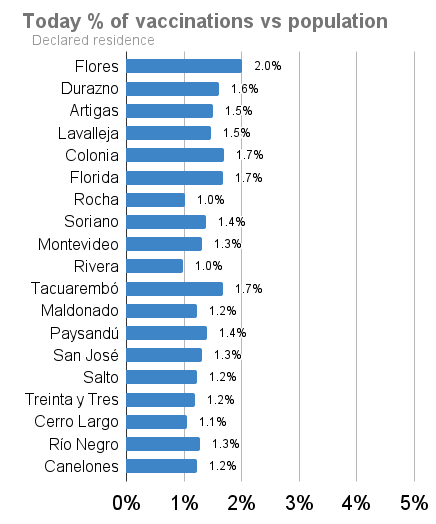 Today % of vaccinations vs population
Declared residence
Flores 2.0%
Durazno 1.6%
Artigas 1.5%
Lavalleja 1.5%
Colonia 1.7%
Florida 1.7%
Rocha 1.0%
Soriano 1.4%
Montevideo 1.3%
Rivera 1.0%
Tacuarembó 1.7%
Maldonado 1.2%
Paysandú 1.4%
San José 1.3%
Salto 1.2%
Treinta y Tres 1.2%
Cerro Largo 1.1%
Río Negro 1.3%
Canelones 1.2%
0% 1% 2% 3% 4% 5%